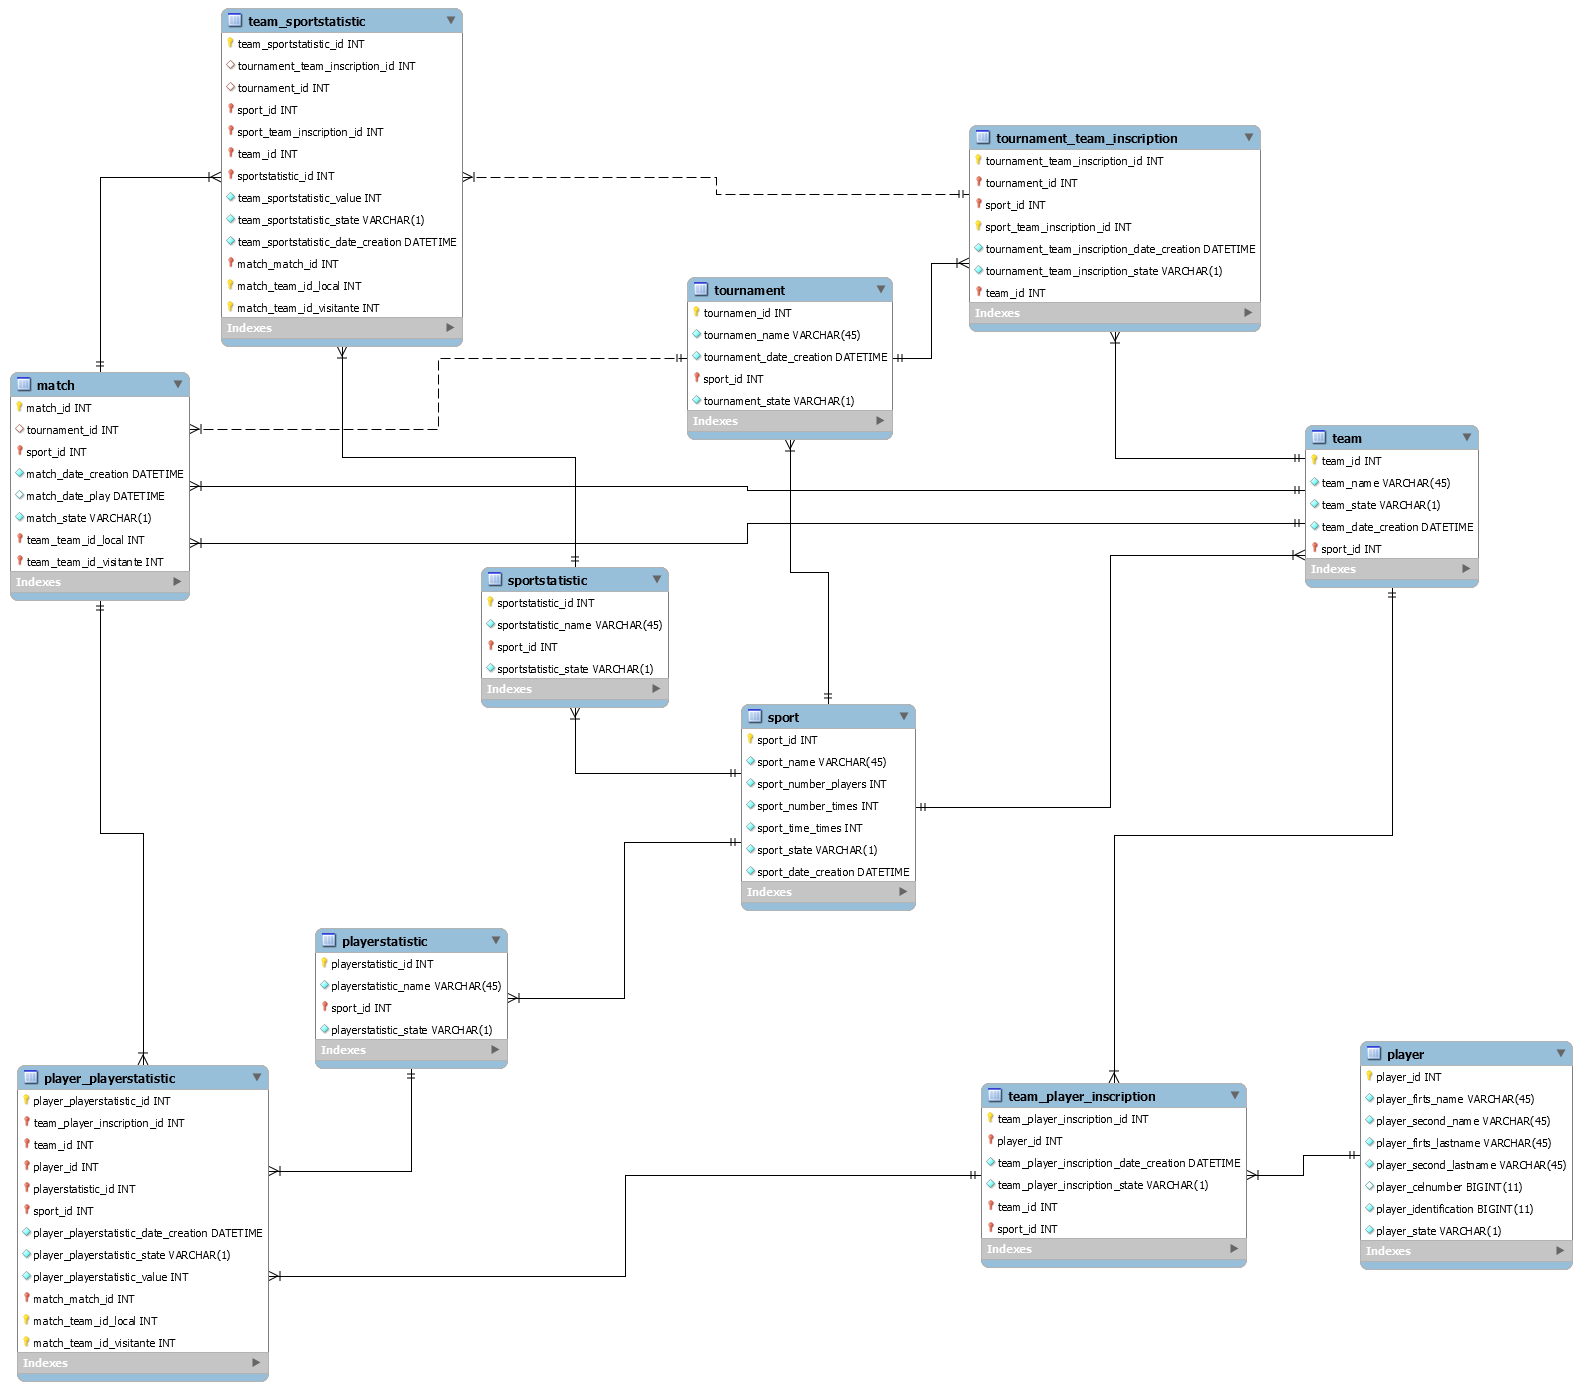 team_sportstatistic
team_sportstatistic_id INT
tournament_team_inscription_id INT
tournament_id INT
sport_id INT
sport_team_inscription_id INT
team_id INT
sportstatistic_id INT
team_sportstatistic_value INT
team_sportstatistic_state VARCHAR(1)
team_sportstatistic_date_creation DATETIME
match_match_id INT
match_team_id_local INT
match_team_id_visitante INT
Indexes
tournament_team_inscription
tournament_team_inscription_id INT
tournament_id INT
sport_id INT
sport_team_inscription_id INT
tournament_team_inscription_date_creation DATETIME
tournament_team_inscription_state VARCHAR(1)
team_id INT
Indexes
tournament
tournamen_id INT
tournamen_name VARCHAR(45)
tournament_date_creation DATETIME
sport_id INT
tournament_state VARCHAR(1)
Indexes
match
match_id INT
tournament_id INT
sport_id INT
match_date_creation DATETIME
match_date_play DATETIME
match_state VARCHAR(1)
team_team_id_local INT
team_team_id_visitante INT
Indexes
team
team_id INT
team_name VARCHAR(45)
team_state VARCHAR(1)
team_date_creation DATETIME
sport_id INT
Indexes
sportstatistic
sportstatistic_id INT
sportstatistic_name VARCHAR(45)
sport_id INT
sportstatistic_state VARCHAR(1)
Indexes
sport
sport_id INT
sport_name VARCHAR(45)
sport_number_players INT
sport_number_times INT
sport_time_times INT
sport_state VARCHAR(1)
sport_date_creation DATETIME
Indexes
playerstatistic
playerstatistic_id INT
playerstatistic_name VARCHAR(45)
sport_id INT
playerstatistic_state VARCHAR(1)
Indexes
player_playerstatistic
player_playerstatistic_id INT
team_player_inscription_id INT
team_id INT
player_id INT
playerstatistic_id INT
sport_id INT
player_playerstatistic_date_creation DATETIME
player_playerstatistic_state VARCHAR(1)
player_playerstatistic_value INT
match_match_id INT
match_team_id_local INT
match_team_id_visitante INT
Indexes
team_player_inscription
team_player_inscription_id INT
player_id INT
team_player_inscription_date_creation DATETIME
team_player_inscription_state VARCHAR(1)
team_id INT
sport_id INT
Indexes
player
player_id INT
player_firts_name VARCHAR(45)
player_second_name VARCHAR(45)
player_firts_lastname VARCHAR(45)
player_second_lastname VARCHAR(45)
player_celnumber BIGINT(11)
player_identification BIGINT(11)
player_state VARCHAR(1)
Indexes